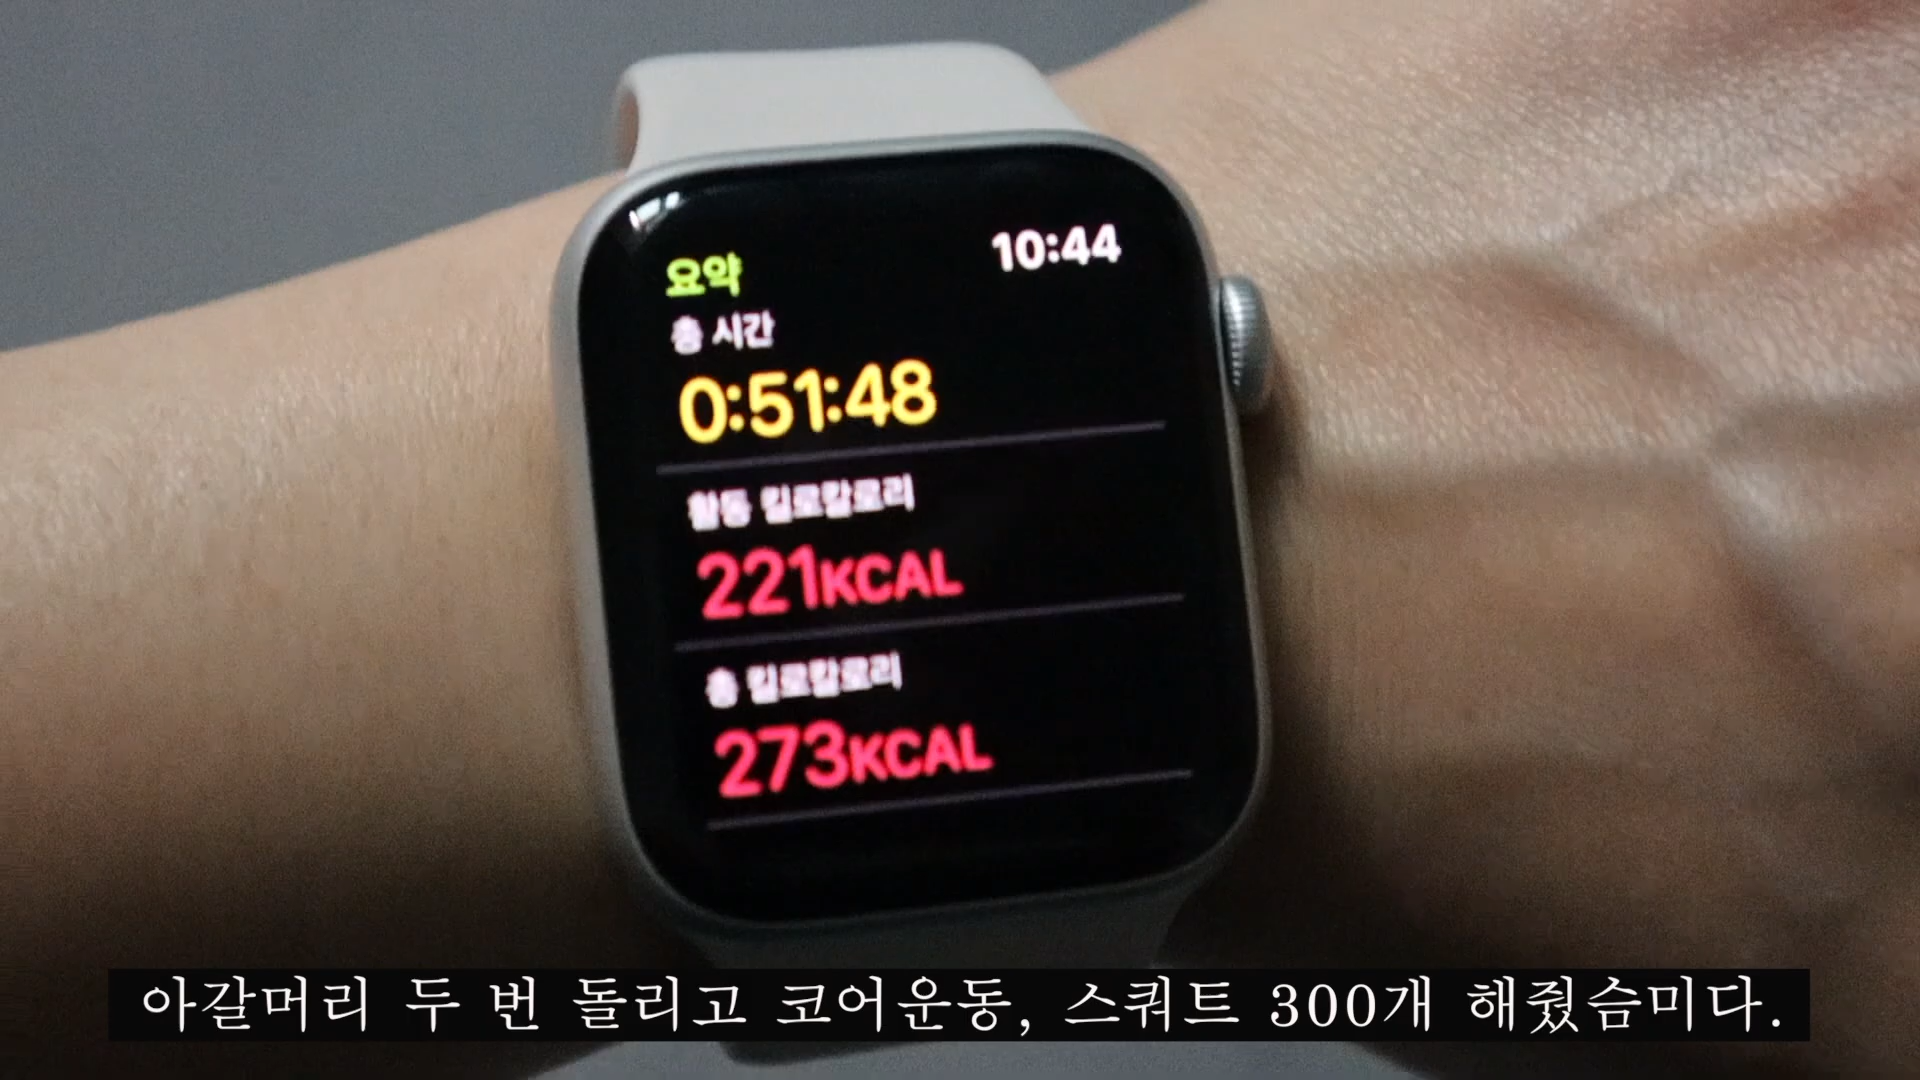 10:44
요약
총 시간
0:51:48
활동 킬로칼로리
221KCAL
총 킬로칼로리
273KCAL
아갈머리 두 번 돌리고 코어운동, 스쿼트 300개 해줬슴미다.